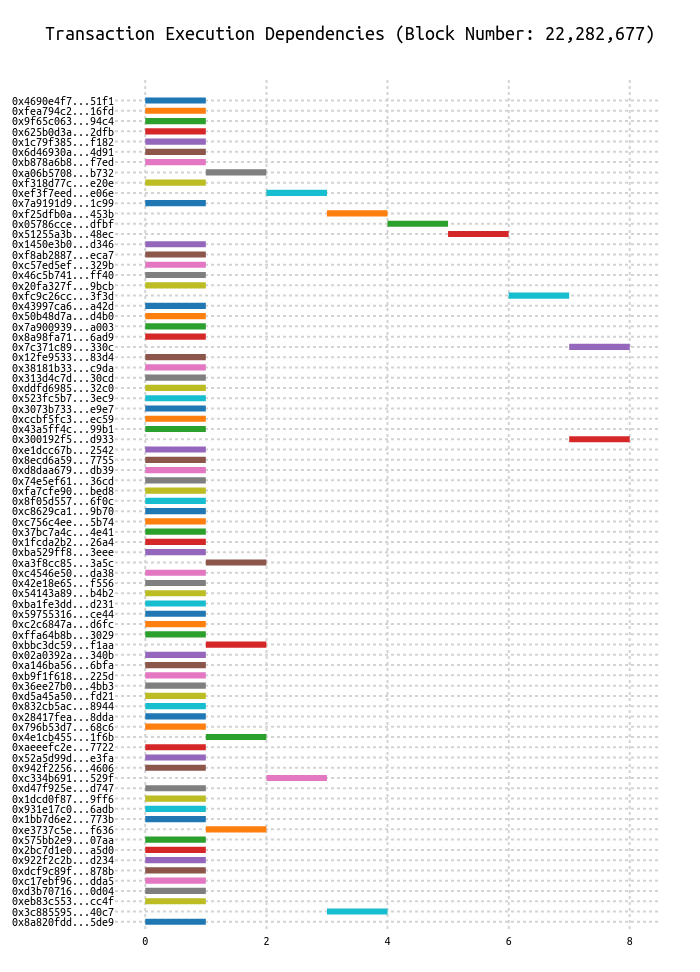 Transaction Execution Dependencies (Block Number: 22,282,677)
0x4690e4f7...51f1
0xfea794c2...16fd
0x9f65c063...94c4
0x625b0d3a...2dfb
0x1c79f385...f182
0x6d46930a...4d91
0xb878a6b8...f7ed
0xa06b5708...b732
0xf318d77c...e20e
0xef3f7eed...e06e
0x7a9191d9...1c99
0xf25dfb0a...453b
0x05786cce...dfbf
0x51255a3b...48ec
0x1450e3b0...d346
0xf8ab2887...eca7
0xc57ed5ef...329b
0x46c5b741...ff40
0x20fa327f...9bcb
0xfc9c26cc...3f3d
0x43997ca6...a42d
0x50b48d7a...d4b0
0x7a900939...a003
0x8a98fa71...6ad9
0x7c371c89...330c
0x12fe9533...83d4
0x38181b33...c9da
0x313d4c7d...30cd
0xddfd6985...32c0
0x523fc5b7...3ec9
0x3073b733...e9e7
0xccbf5fc3...ec59
0x43a5ff4c...99b1
0x300192f5...d933
0xe1dcc67b...2542
0x8ecd6a59...7755
0xd8daa679...db39
0x74e5ef61...36cd
0xfa7cfe90...bed8
0x8f05d557...6f0c
0xc8629ca1...9b70
0xc756c4ee...5b74
0x37bc7a4c...4e41
0x1fcda2b2...26a4
0xba529ff8...3eee
0xa3f8cc85...3a5c
0xc4546e50...da38
0x42e18e65...f556
0x54143a89...b4b2
0xba1fe3dd...d231
0x59755316...ce44
0xc2c6847a...d6fc
0xffa64b8b...3029
0xbbc3dc59...f1aa
0x02a0392a...340b
0xa146ba56...6bfa
0xb9f1f618...225d
0x36ee27b0...4bb3
0xd5a45a50...fd21
0x832cb5ac...8944
0x28417fea...8dda
0x796b53d7...68c6
0x4e1cb455...1f6b
0xaeeefc2e...7722
0x52a5d99d...e3fa
0x942f2256...4606
0xc334b691...529f
0xd47f925e...d747
0x1dcd0f87...9ff6
0x931e17c0...6adb
0x1bb7d6e2...773b
0xe3737c5e...f636
0x575bb2e9...07aa
0x2bc7d1e0...a5d0
0x922f2c2b...d234
0xdcf9c89f...878b
0xc17ebf96...dda5
0xd3b70716...0d04
0xeb83c553...cc4f
0x3c885595...40c7
0x8a820fdd...5de9
0 2 4 6 8